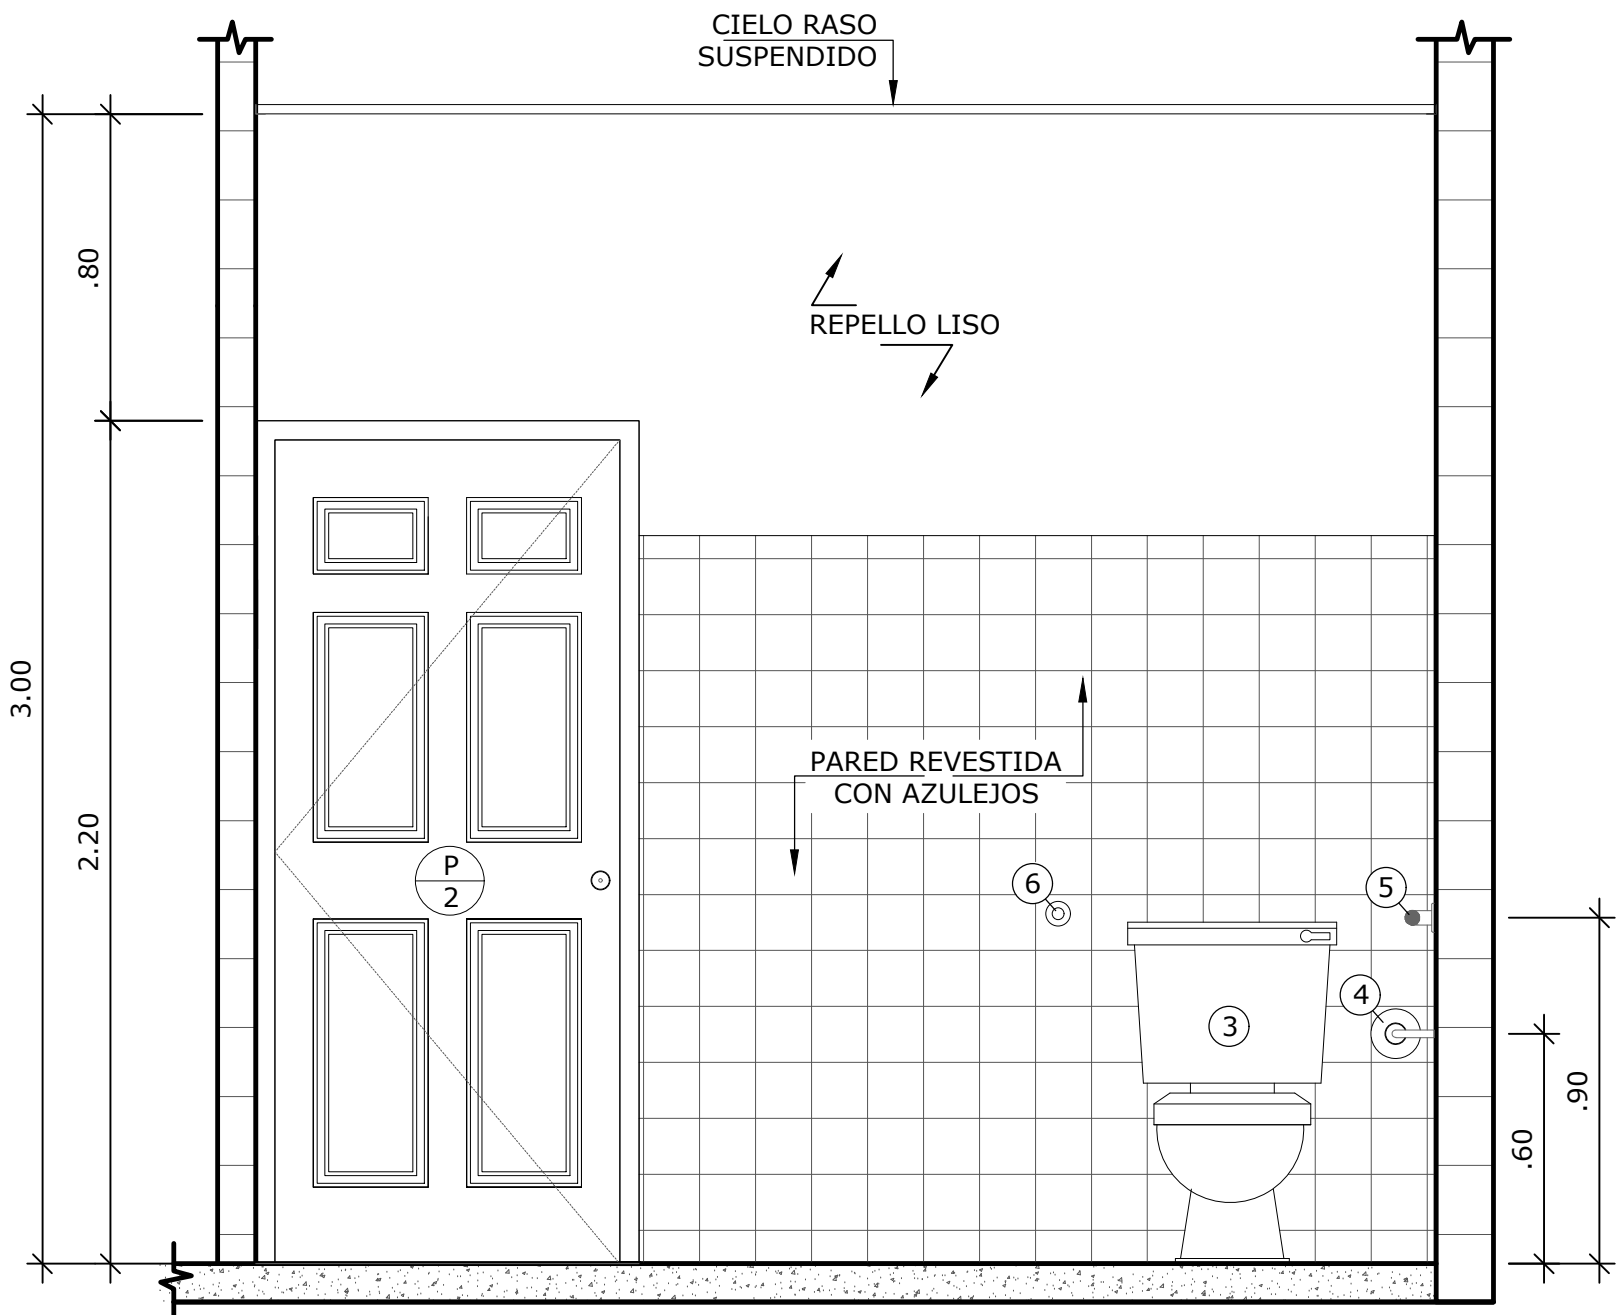 CIELO RASO
SUSPENDIDO
.80
REPELLO LISO
3.00
2.20
PARED REVESTIDA
CON AZULEJOS
P
2
6
5
4
3
.90
.60